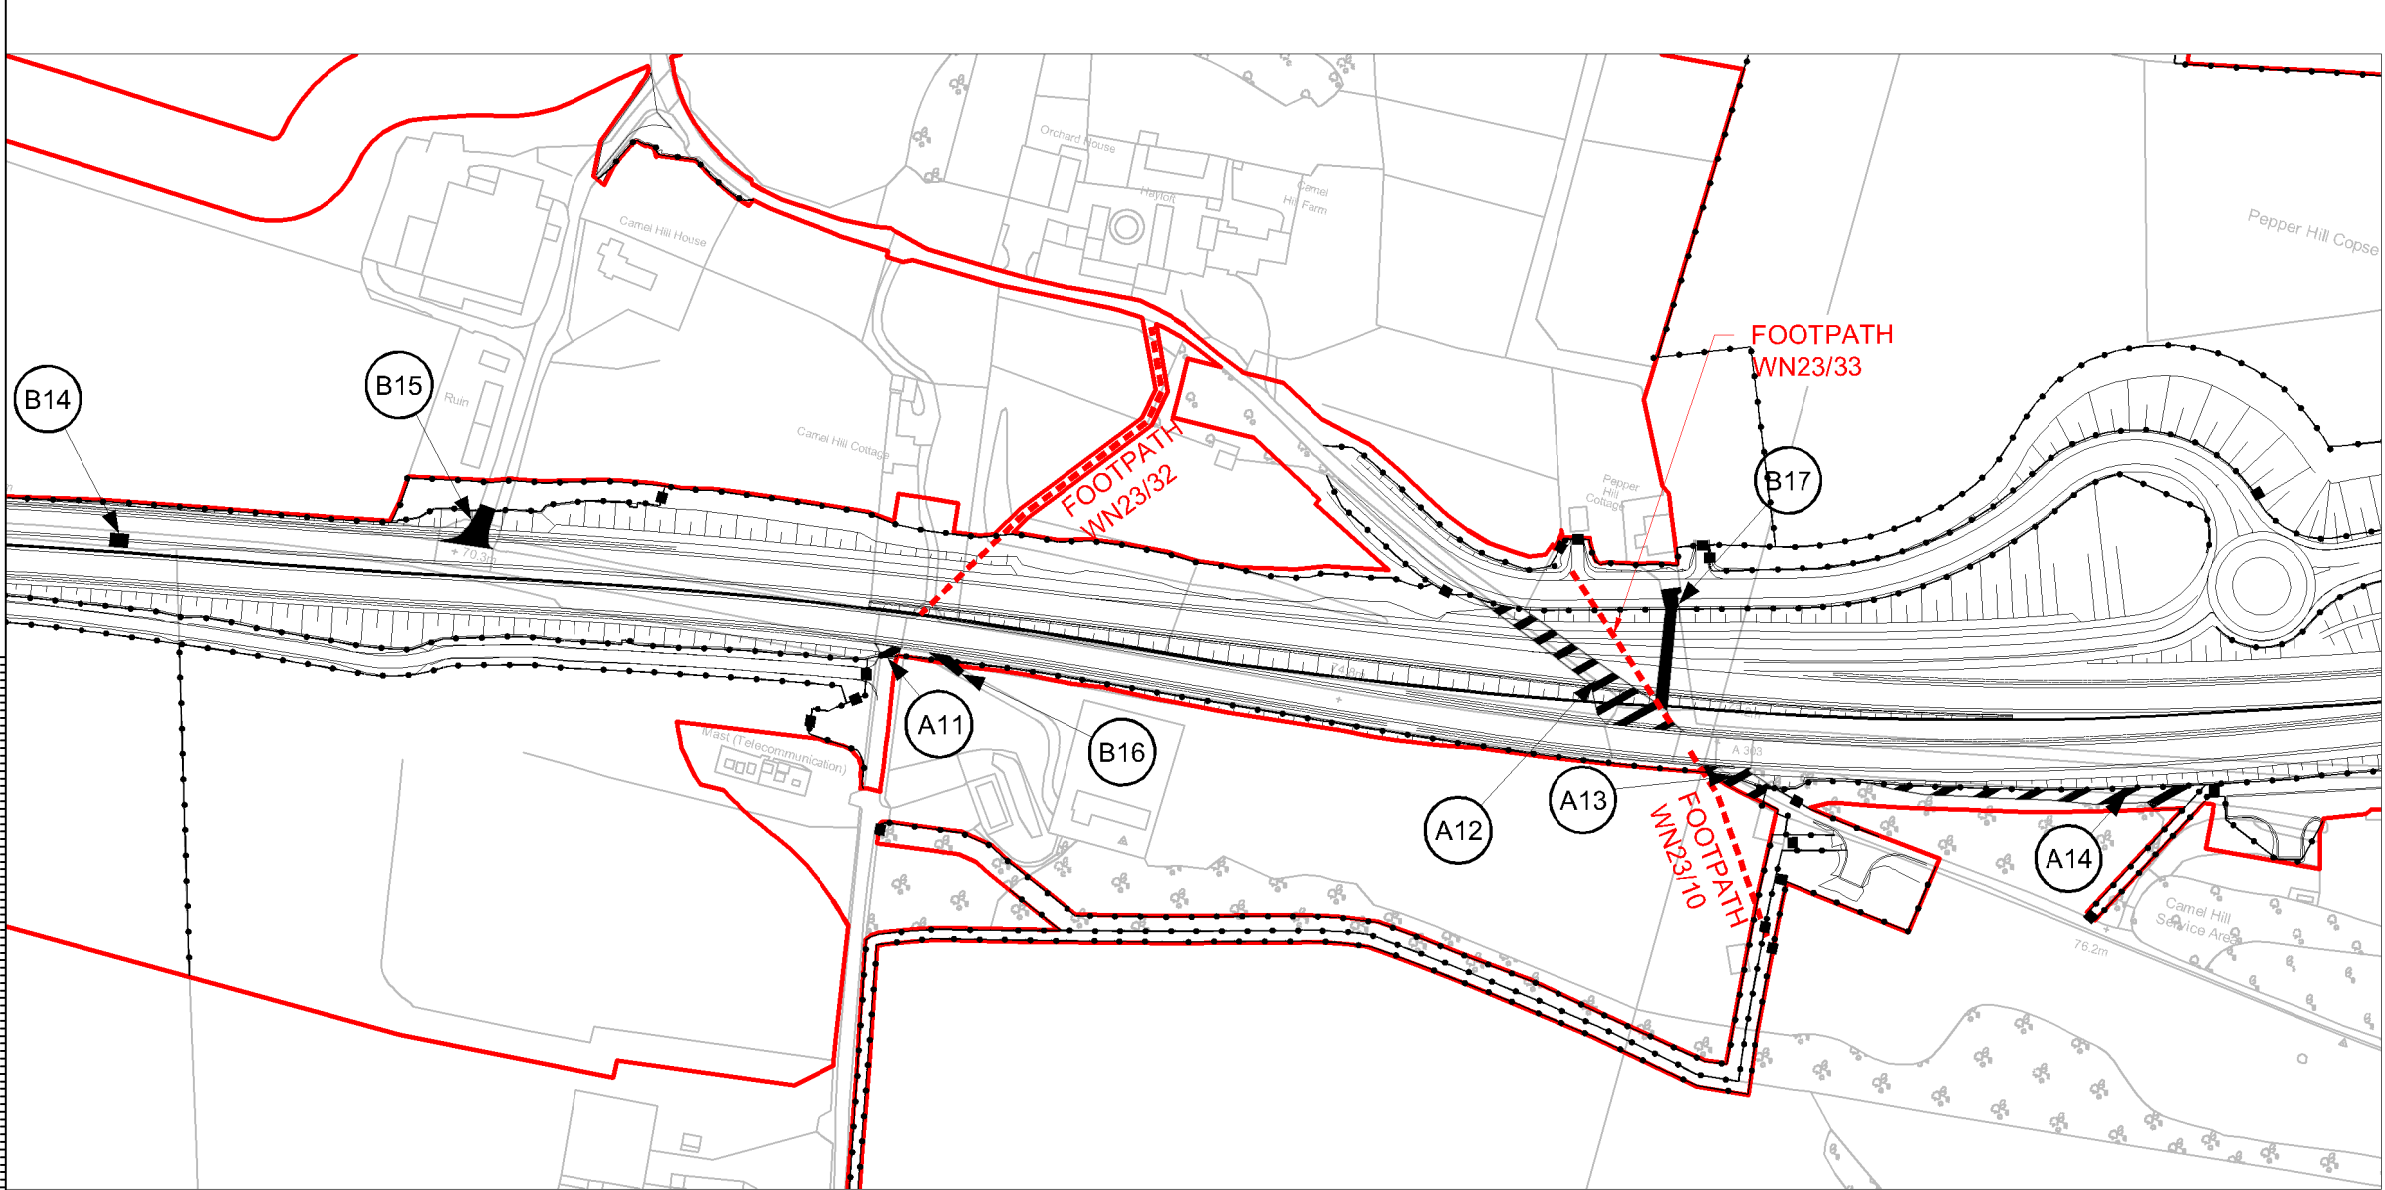 Orchard House
Hayloft
Camel
Hill Farm
Camel Hill House
Pepper Hill Copse
FOOTPATH
WN23/33
B14
B15
Ruin
Camel Hill Cottage
FOOTPATH
WN23/32
Pepper
Hill
Cottage
B17
+ 70.3m
A11
B16
Mast (Telecommunication)
A 303
A12
A13
FOOTPATH
WN23/10
A14
Camel Hill
Service Area
76.2m